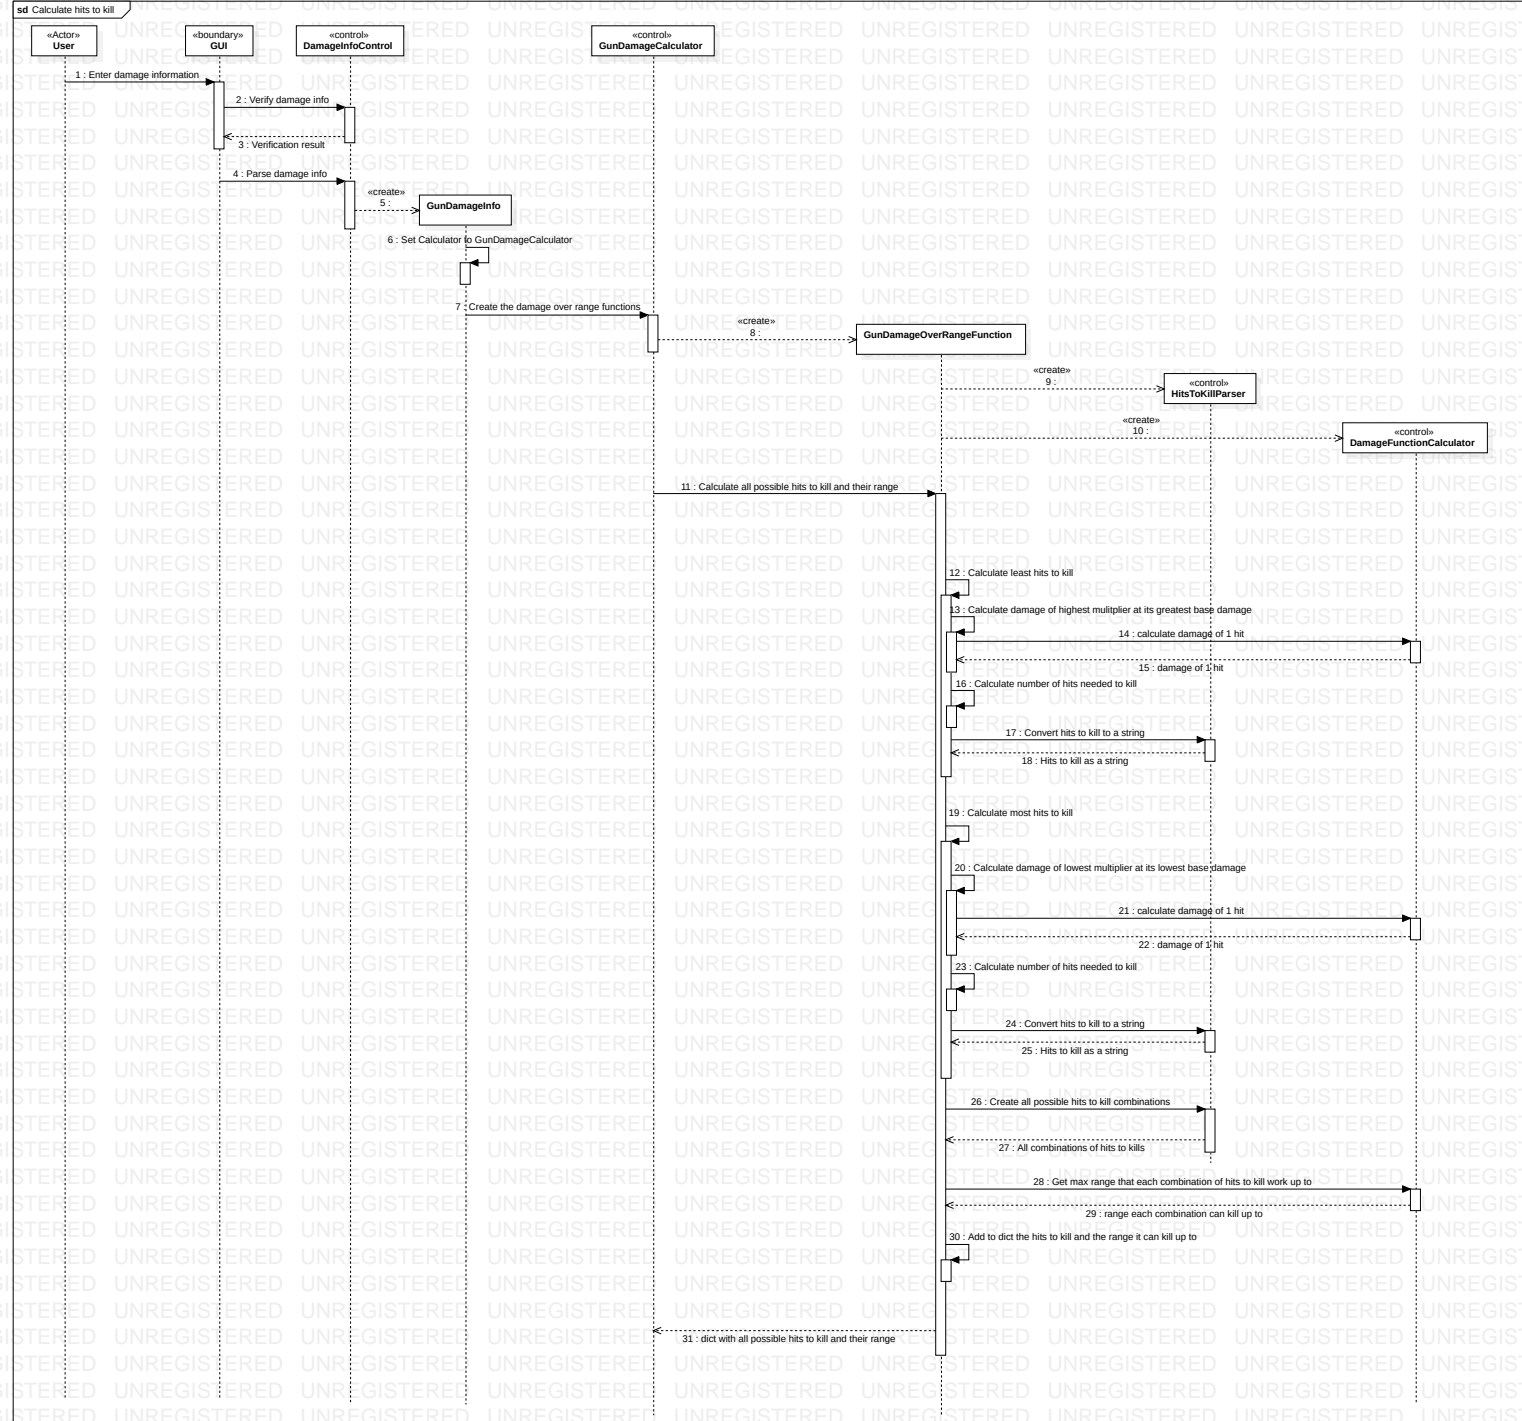 sd Calculate hits to kill
«Actor»
User
«boundary»
GUI
«control»
DamageInfoControl
«control»
GunDamageCalculator
1 : Enter damage information
2 : Verify damage info
3 : Verification result
4 : Parse damage info
«create»
5 :
GunDamageInfo
6 : Set Calculator to GunDamageCalculator
7 : Create the damage over range functions
«create»
8 :
GunDamageOverRangeFunction
«create»
9 :
«control»
HitsToKillParser
«create»
10 :
«control»
DamageFunctionCalculator
11 : Calculate all possible hits to kill and their range
12 : Calculate least hits to kill
13 : Calculate damage of highest mulitplier at its greatest base damage
14 : calculate damage of 1 hit
15 : damage of 1 hit
16 : Calculate number of hits needed to kill
17 : Convert hits to kill to a string
18 : Hits to kill as a string
19 : Calculate most hits to kill
20 : Calculate damage of lowest multiplier at its lowest base damage
21 : calculate damage of 1 hit
22 : damage of 1 hit
23 : Calculate number of hits needed to kill
24 : Convert hits to kill to a string
25 : Hits to kill as a string
26 : Create all possible hits to kill combinations
27 : All combinations of hits to kills
28 : Get max range that each combination of hits to kill work up to
29 : range each combination can kill up to
30 : Add to dict the hits to kill and the range it can kill up to
31 : dict with all possible hits to kill and their range
UNREGISTERED